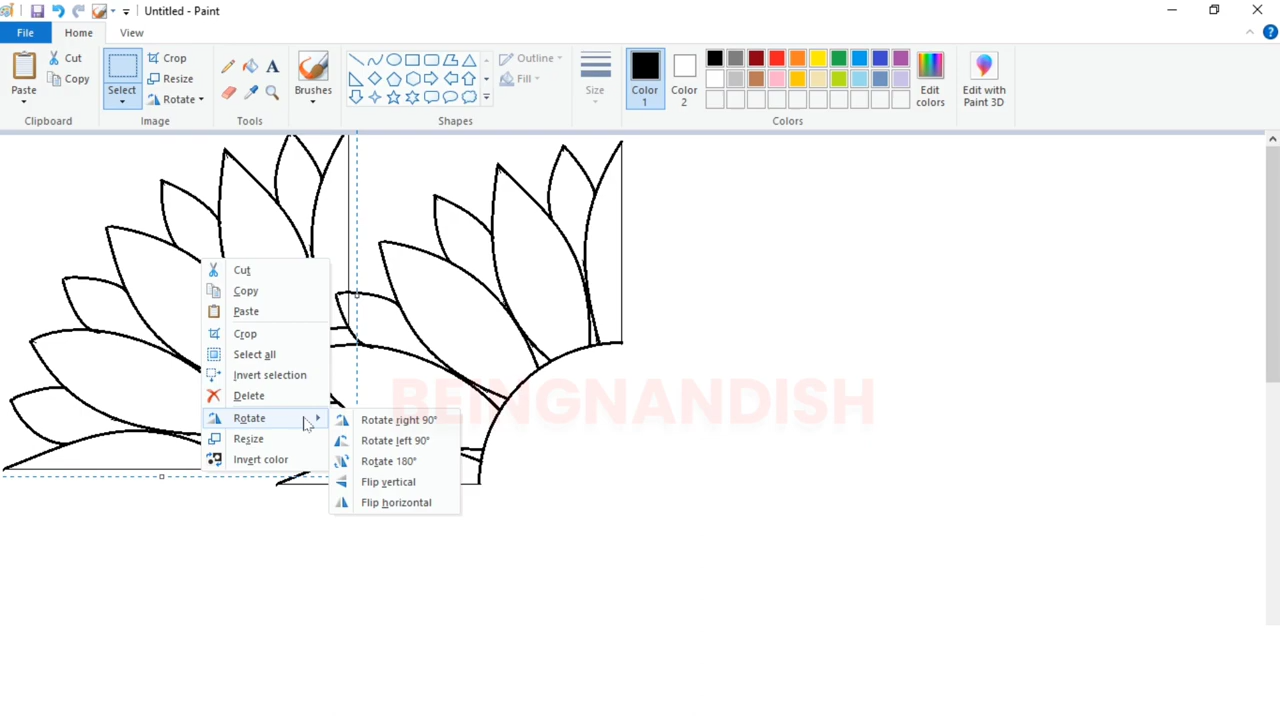 Untitled - Paint
File
Home
View
Paste
Cut
Copy
Clipboard
Select
Crop
Resize
Rotate
Image
A
Tools
Brushes
Outline
Fill
Shapes
Size
Color 1
Color 2
Edit colors
Colors
Edit with Paint 3D
?
Cut
Copy
Paste
Crop
Select all
Invert selection
Delete
Rotate
Resize
Invert color
Rotate right 90°
Rotate left 90°
Rotate 180°
Flip vertical
Flip horizontal
BEINGNANDISH